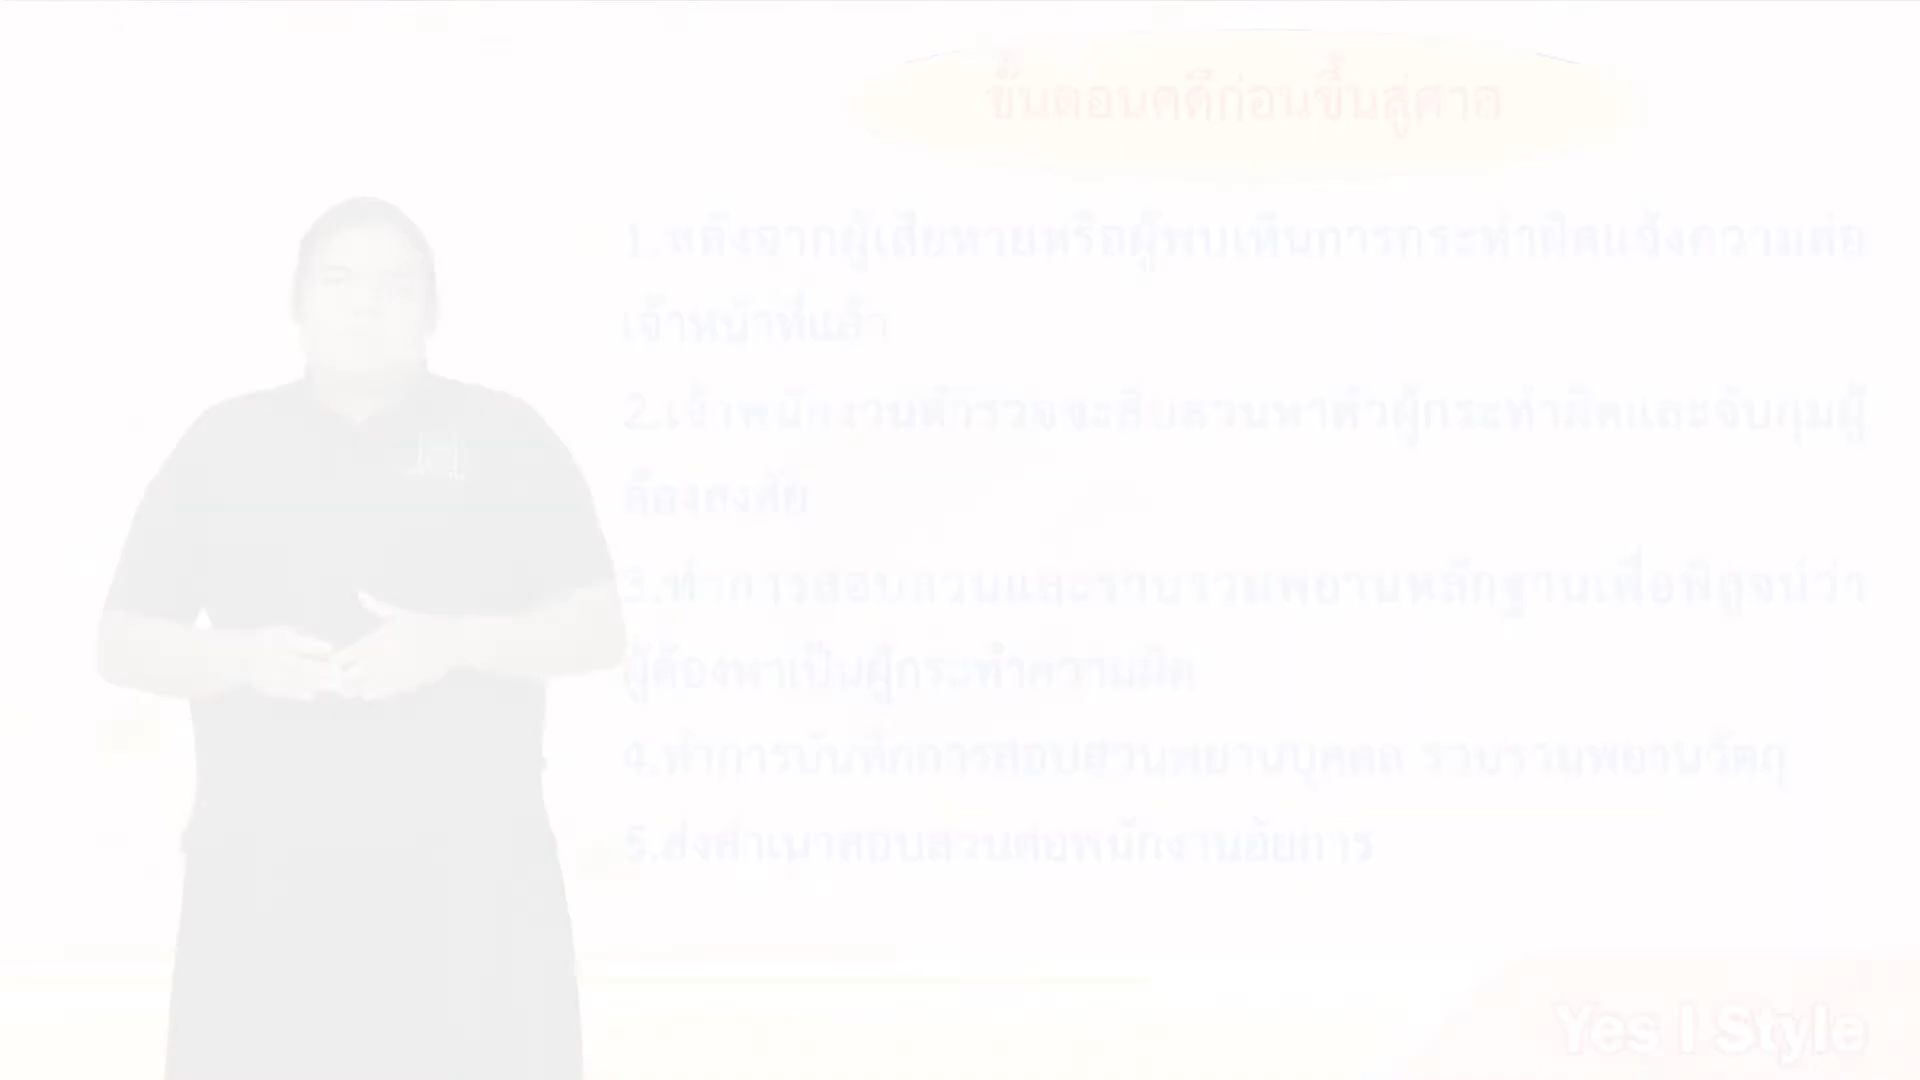 ขั้นตอนคดีก่อนขึ้นสู่ศาล
1.หลังจากผู้เสียหายหรือผู้พบเห็นการกระทำผิดแจ้งความต่อ
เจ้าหน้าที่แล้ว
2.เจ้าพนักงานตำรวจจะสืบสวนหาตัวผู้กระทำผิดและจับกุมผู้
ต้องสงสัย
3.ทำการสอบสวนและรวบรวมพยานหลักฐานเพื่อพิสูจน์ว่า
ผู้ต้องหาเป็นผู้กระทำความผิด
4.ทำการบันทึกการสอบสวนพยานบุคคล รวบรวมพยานวัตถุ
5.ส่งสำเนาสอบสวนต่อพนักงานอัยการ
Yes I Style